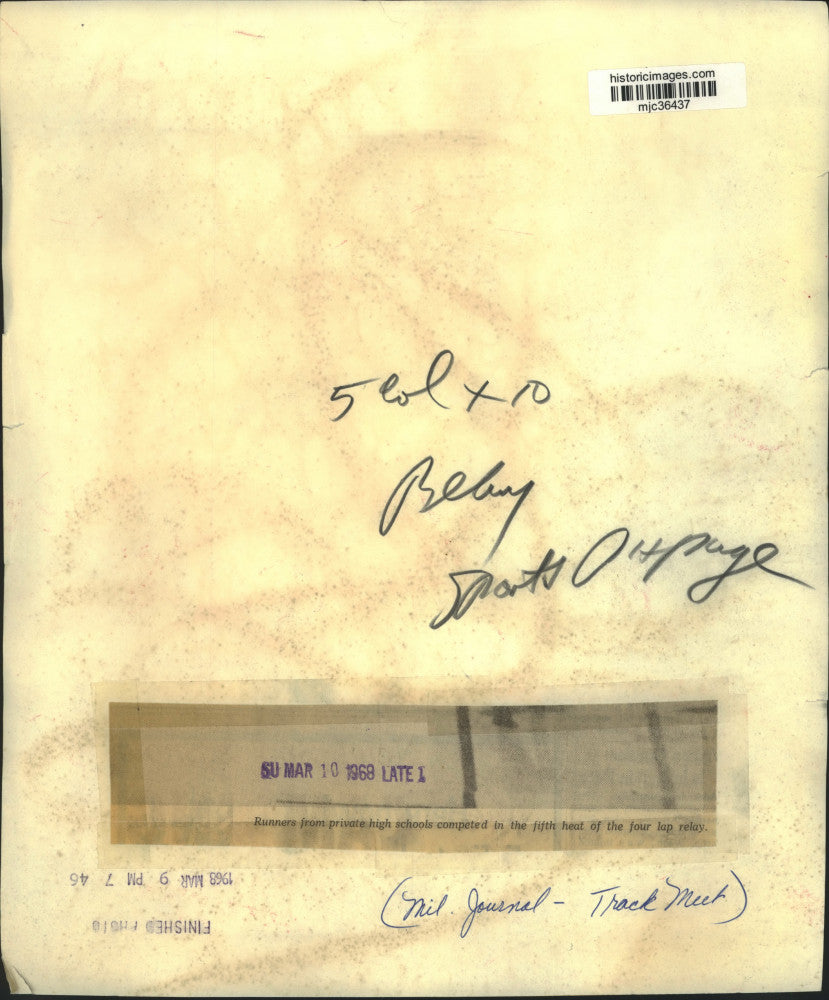 historicimages.com
mjc36437
5 col x 10
Relay
Sports Outpage
SU MAR 10 1968 LATE 1
Runners from private high schools competed in the fifth heat of the four lap relay.
1968 MAR 9 PM 7 46
FINISHED PHOTO
(Mil. Journal - Track Meet)